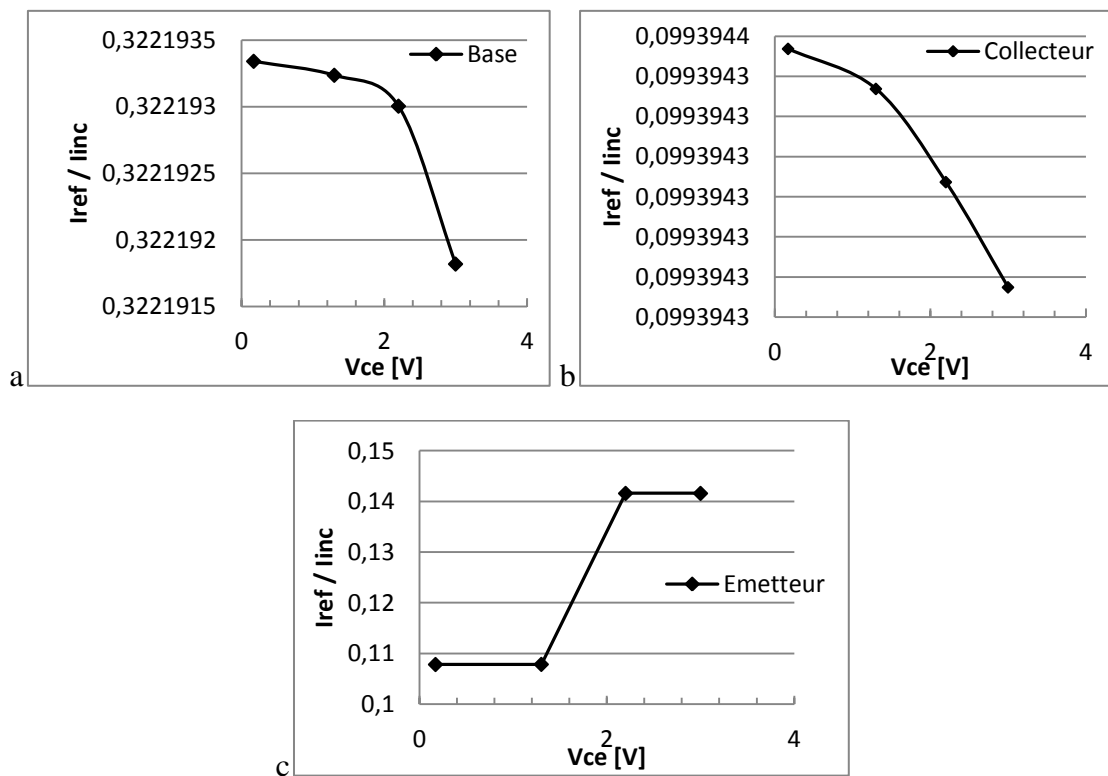 0,3221935
0,322193
0,3221925
0,322192
0,3221915
Iref / Iinc
Base
0
2
4
Vce [V]
a
0,0993944
0,0993943
0,0993943
0,0993943
0,0993943
0,0993943
0,0993943
0,0993943
Iref / Iinc
Collecteur
0
2
4
Vce [V]
b
0,15
0,14
0,13
0,12
0,11
0,1
Iref / Iinc
Emetteur
0
2
4
Vce [V]
c